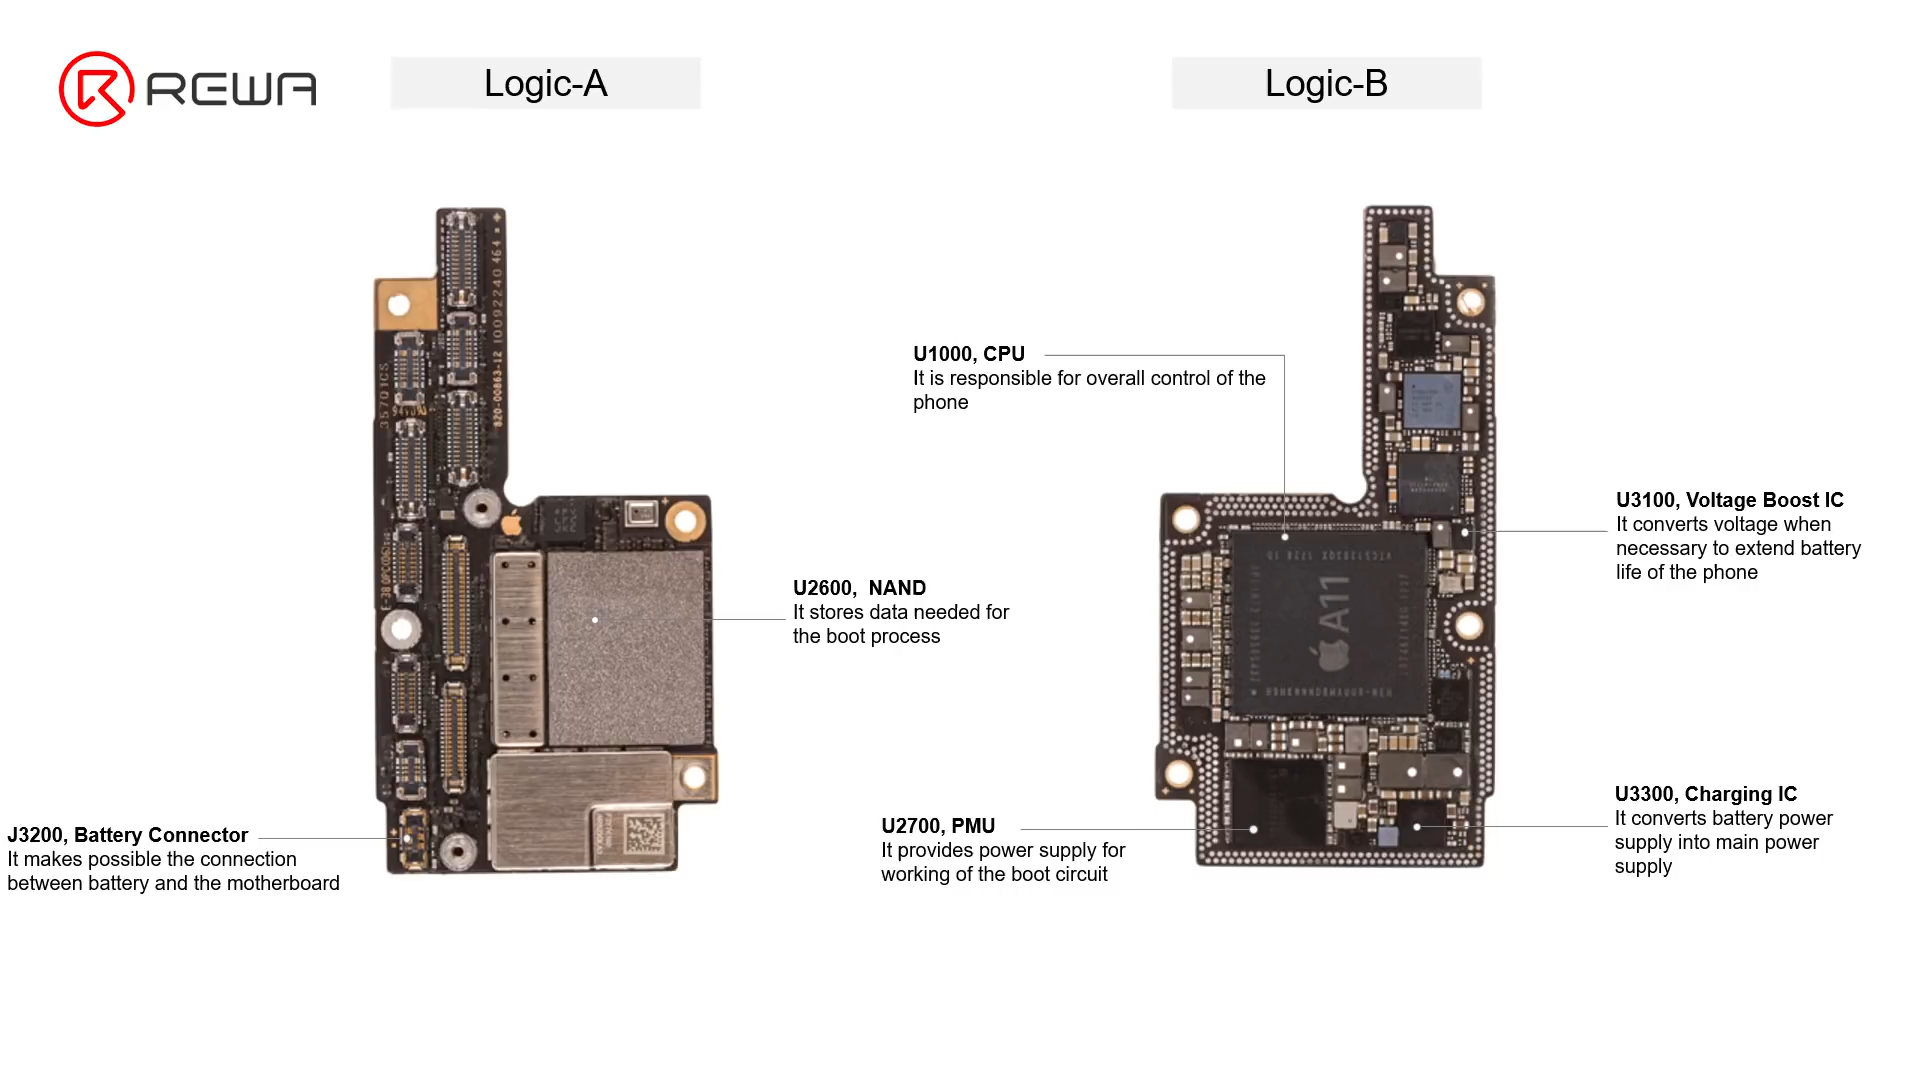 REWA
Logic-A
Logic-B
U1000, CPU
It is responsible for overall control of the
phone
U3100, Voltage Boost IC
It converts voltage when
necessary to extend battery
life of the phone
U2600, NAND
It stores data needed for
the boot process
U3300, Charging IC
It converts battery power
supply into main power
supply
U2700, PMU
It provides power supply for
working of the boot circuit
J3200, Battery Connector
It makes possible the connection
between battery and the motherboard
820-00863-12
A11